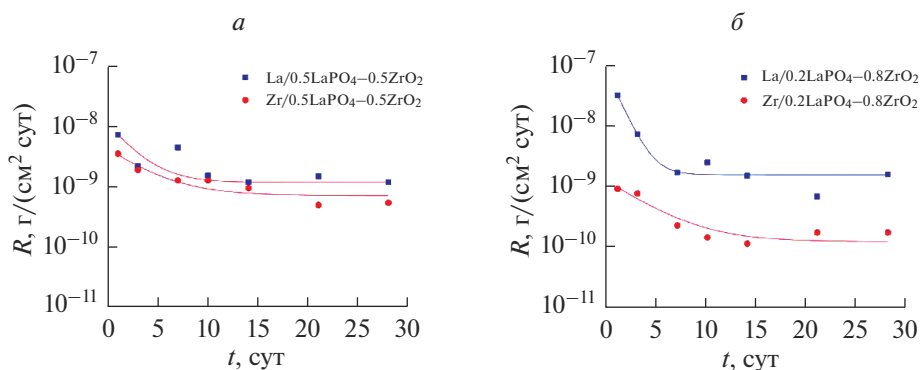 а
10⁻⁷
10⁻⁸
10⁻⁹
10⁻¹⁰
10⁻¹¹
R, г/(см² сут)
La/0.5LaPO₄–0.5ZrO₂
Zr/0.5LaPO₄–0.5ZrO₂
0 5 10 15 20 25 30
t, сут
б
10⁻⁷
10⁻⁸
10⁻⁹
10⁻¹⁰
10⁻¹¹
R, г/(см² сут)
La/0.2LaPO₄–0.8ZrO₂
Zr/0.2LaPO₄–0.8ZrO₂
0 5 10 15 20 25 30
t, сут